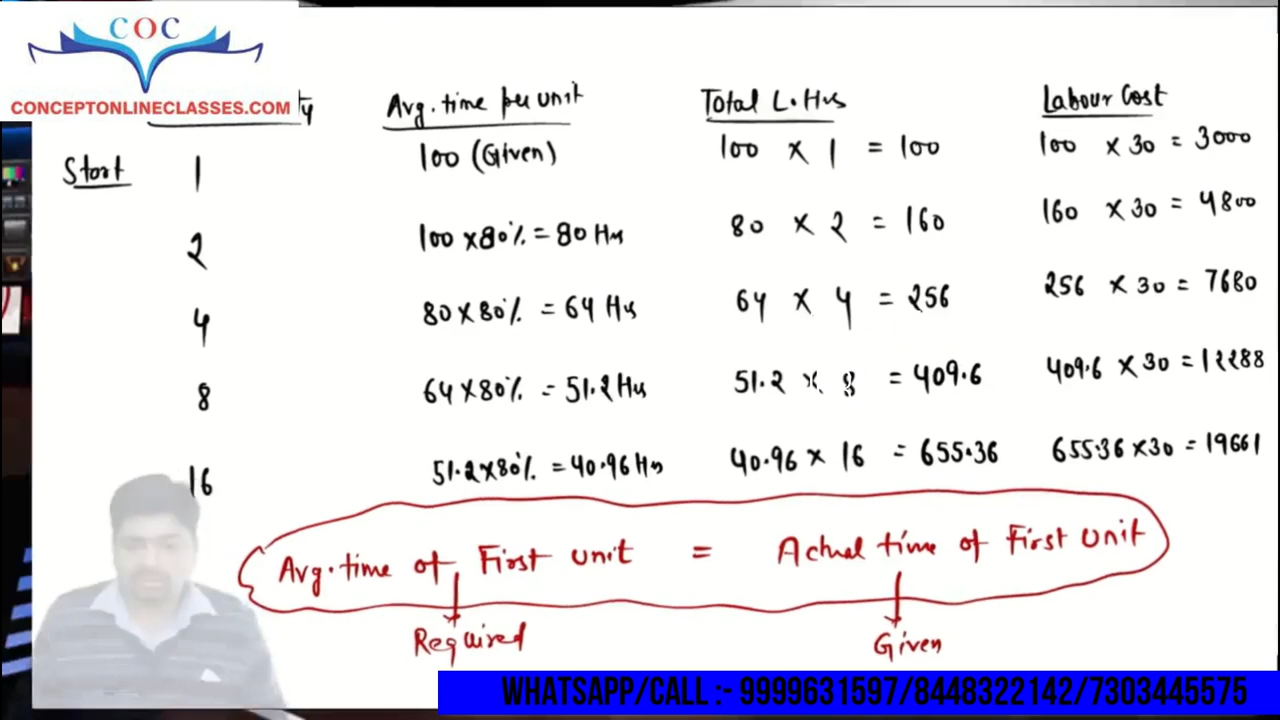 COC
CONCEPTONLINECLASSES.COM
ty Avg. time per unit Total L. Hrs Labour Cost
Start 1 100 (Given) 100 x 1 = 100 100 x 30 = 3000
2 100 x 80% = 80 Hrs 80 x 2 = 160 160 x 30 = 4800
4 80 x 80% = 64 Hrs 64 x 4 = 256 256 x 30 = 7680
8 64 x 80% = 51.2 Hrs 51.2 x 8 = 409.6 409.6 x 30 = 12288
16 51.2 x 80% = 40.96 Hrs 40.96 x 16 = 655.36 655.36 x 30 = 19661
Avg. time of First unit = Actual time of First Unit
Required Given
WHATSAPP/CALL :- 9999631597/8448322142/7303445575